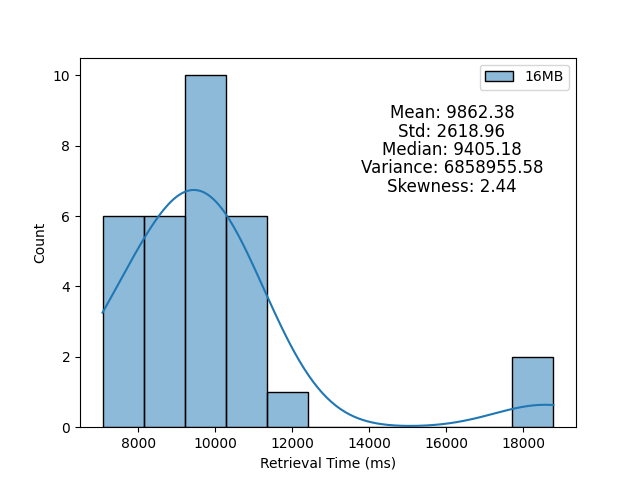 16MB
Mean: 9862.38
Std: 2618.96
Median: 9405.18
Variance: 6858955.58
Skewness: 2.44
10
8
6
4
2
0
Count
8000 10000 12000 14000 16000 18000
Retrieval Time (ms)